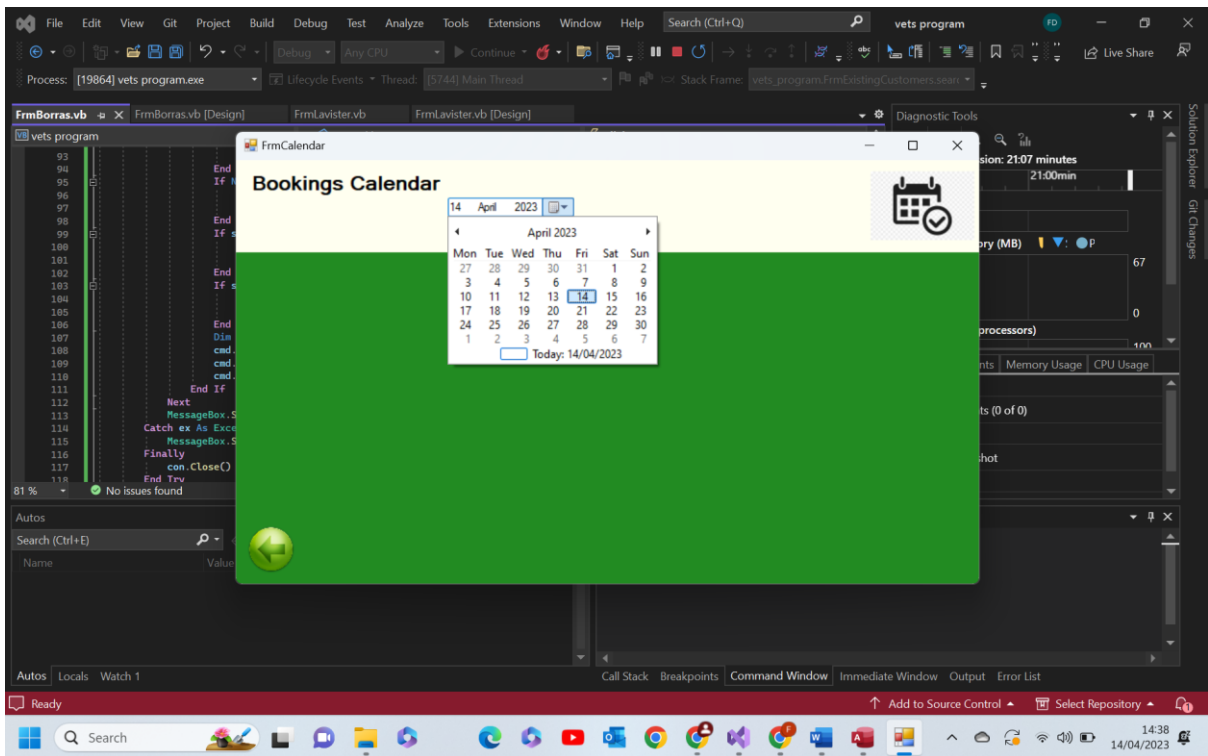 File Edit View Git Project Build Debug Test Analyze Tools Extensions Window Help Search (Ctrl+Q) vets program FD
Debug Any CPU Continue Live Share
Process: [19864] vets program.exe Lifecycle Events Thread: [5744] Main Thread Stack Frame: vets_program.FrmExistingCustomers.sean
FrmBorras.vb FrmBorras.vb [Design] FrmLavister.vb FrmLavister.vb [Design] Diagnostic Tools
vets program
FrmCalendar
Bookings Calendar
14 April 2023
April 2023
Mon Tue Wed Thu Fri Sat Sun
27 28 29 30 31 1 2
3 4 5 6 7 8 9
10 11 12 13 14 15 16
17 18 19 20 21 22 23
24 25 26 27 28 29 30
1 2 3 4 5 6 7
Today: 14/04/2023
93
94 End
95 If
96
97
98 End
99 If s
100
101
102 End
103 If s
104
105
106 End
107 Dim
108 cmd.
109 cmd.
110 cmd.
111 End If
112 Next
113 MessageBox.S
114 Catch ex As Exce
115 MessageBox.S
116 Finally
117 con.Close()
118 End Try
81 % No issues found
sion: 21:07 minutes
21:00min
ory (MB) P
67
0
processors)
100
nts Memory Usage CPU Usage
ts (0 of 0)
shot
Solution Explorer
Git Changes
Autos
Search (Ctrl+E)
Name Value
Autos Locals Watch 1
Call Stack Breakpoints Command Window Immediate Window Output Error List
Ready Add to Source Control Select Repository
Search
14:38
14/04/2023